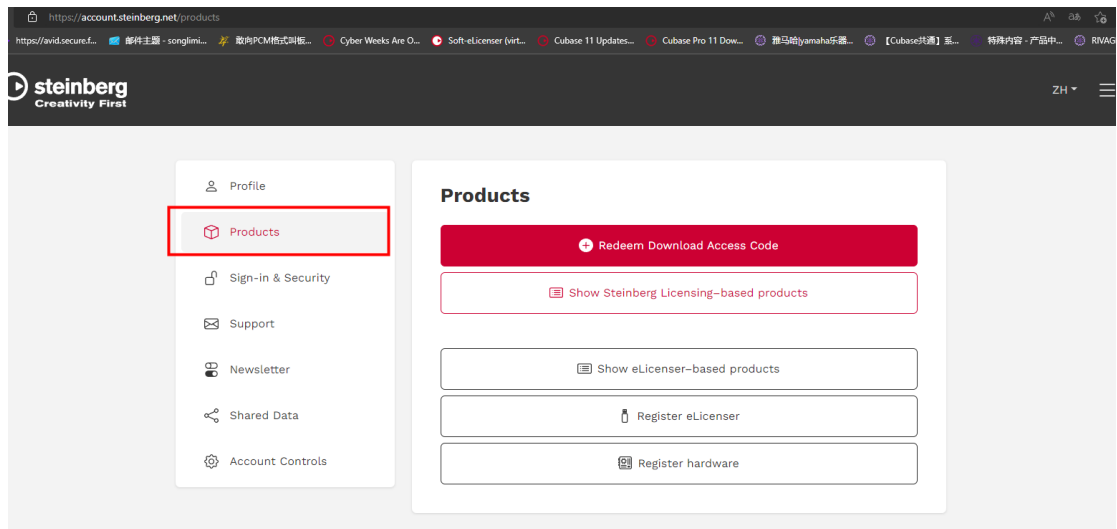 https://account.steinberg.net/products
https://avid.secure.f... 邮件主题 - songlimi... 敢向PCM格式叫板... Cyber Weeks Are O... Soft-eLicenser (virt... Cubase 11 Updates... Cubase Pro 11 Dow... 雅马哈|yamaha乐器... 【Cubase共通】系... 特殊内容 - 产品中... RIVAG
steinberg
Creativity First
ZH
Profile
Products
Sign-in & Security
Support
Newsletter
Shared Data
Account Controls
Products
Redeem Download Access Code
Show Steinberg Licensing-based products
Show eLicenser-based products
Register eLicenser
Register hardware